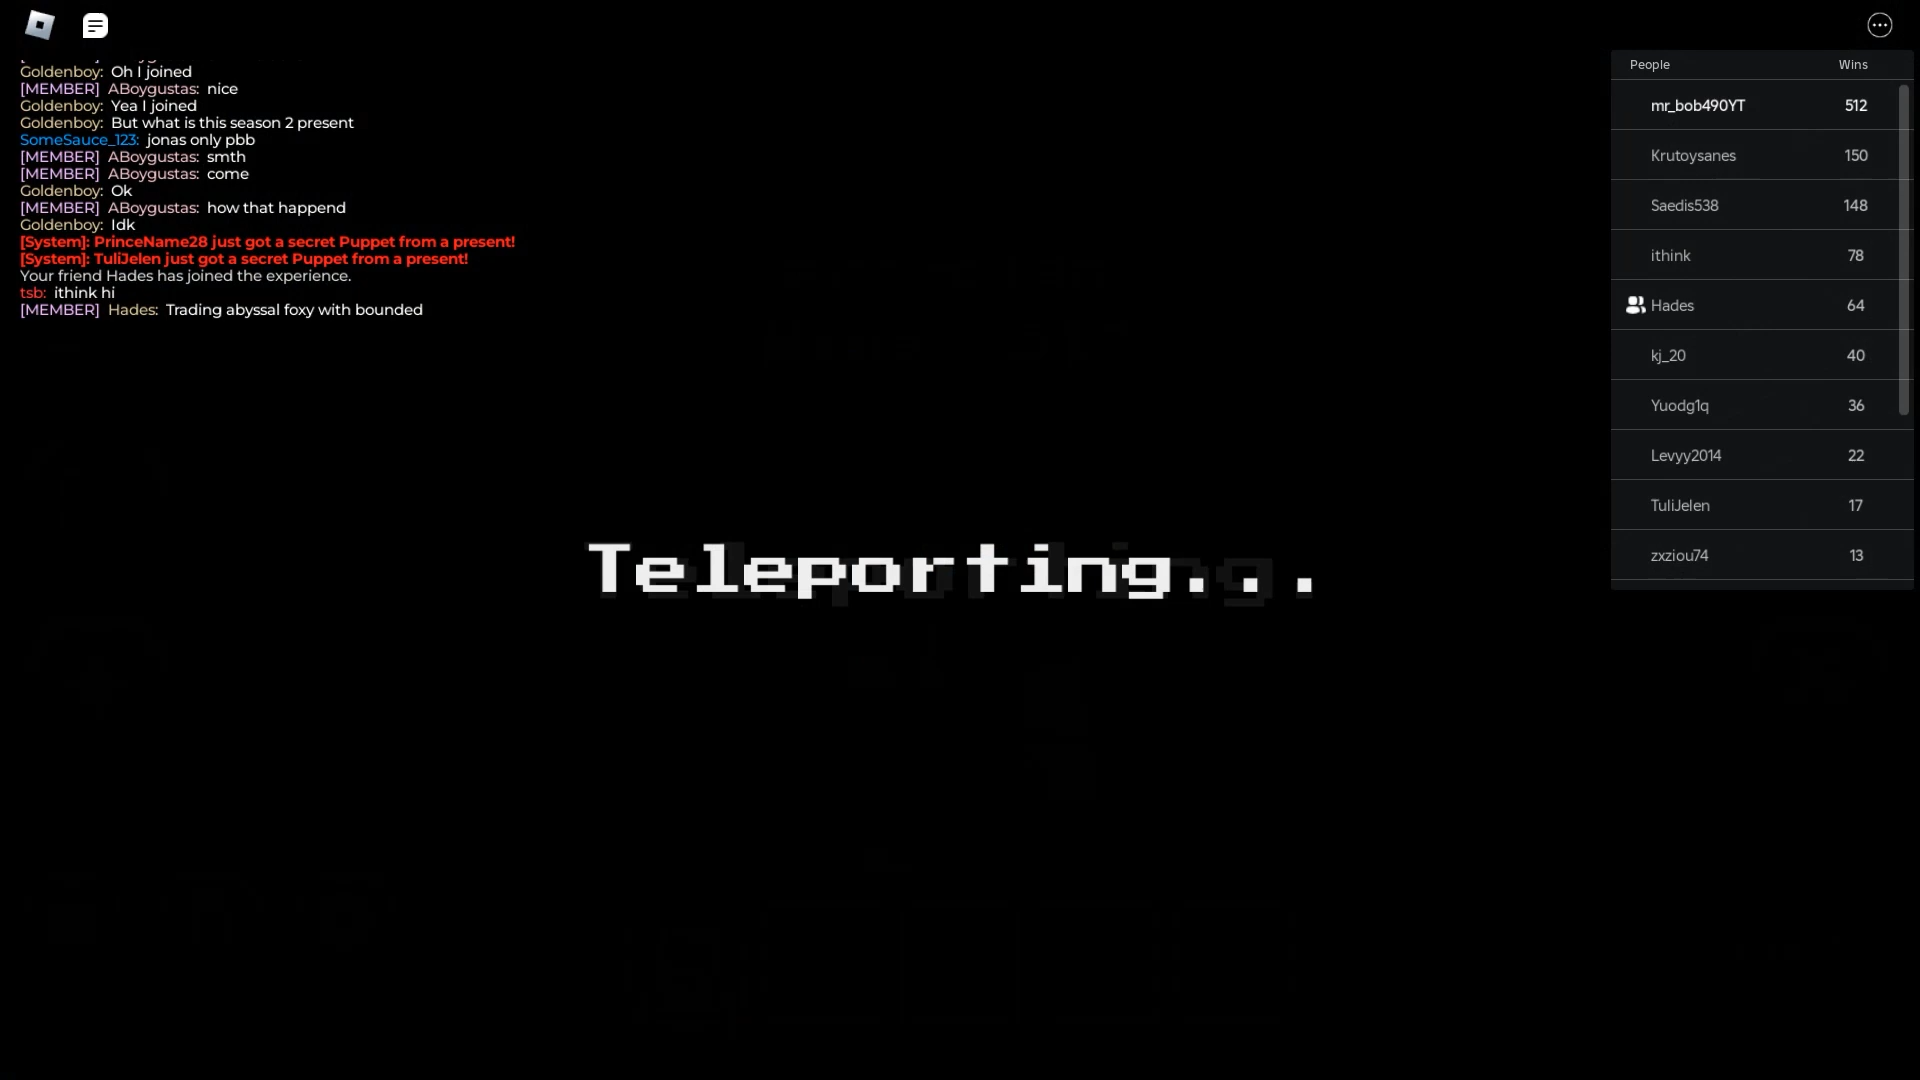 Goldenboy: Oh I joined
[MEMBER] ABoygustas: nice
Goldenboy: Yea I joined
Goldenboy: But what is this season 2 present
SomeSauce_123: jonas only pbb
[MEMBER] ABoygustas: smth
[MEMBER] ABoygustas: come
Goldenboy: Ok
[MEMBER] ABoygustas: how that happend
Goldenboy: Idk
[System]: PrinceName28 just got a secret Puppet from a present!
[System]: TuliJelen just got a secret Puppet from a present!
Your friend Hades has joined the experience.
tsb: ithink hi
[MEMBER] Hades: Trading abyssal foxy with bounded
People Wins
mr_bob490YT 512
Krutoysanes 150
Saedis538 148
ithink 78
Hades 64
kj_20 40
Yuodg1q 36
Levyy2014 22
TuliJelen 17
zxziou74 13
Teleporting...